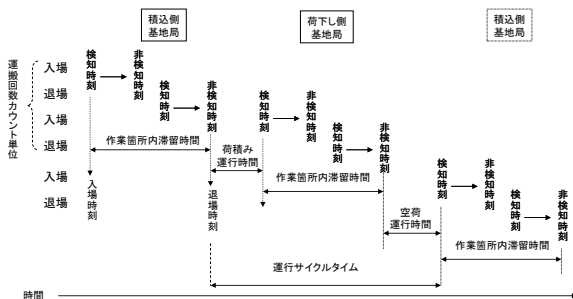 積込側
基地局
荷下し側
基地局
積込側
基地局
運搬回数カウント単位
入場
退場
入場
退場
入場
退場
検知時刻
非検知時刻
検知時刻
非検知時刻
検知時刻
非検知時刻
検知時刻
非検知時刻
検知時刻
非検知時刻
検知時刻
非検知時刻
作業箇所内滞留時間
荷積み
運行時間
作業箇所内滞留時間
入場時刻
退場時刻
空荷
運行時間
作業箇所内滞留時間
運行サイクルタイム
時間